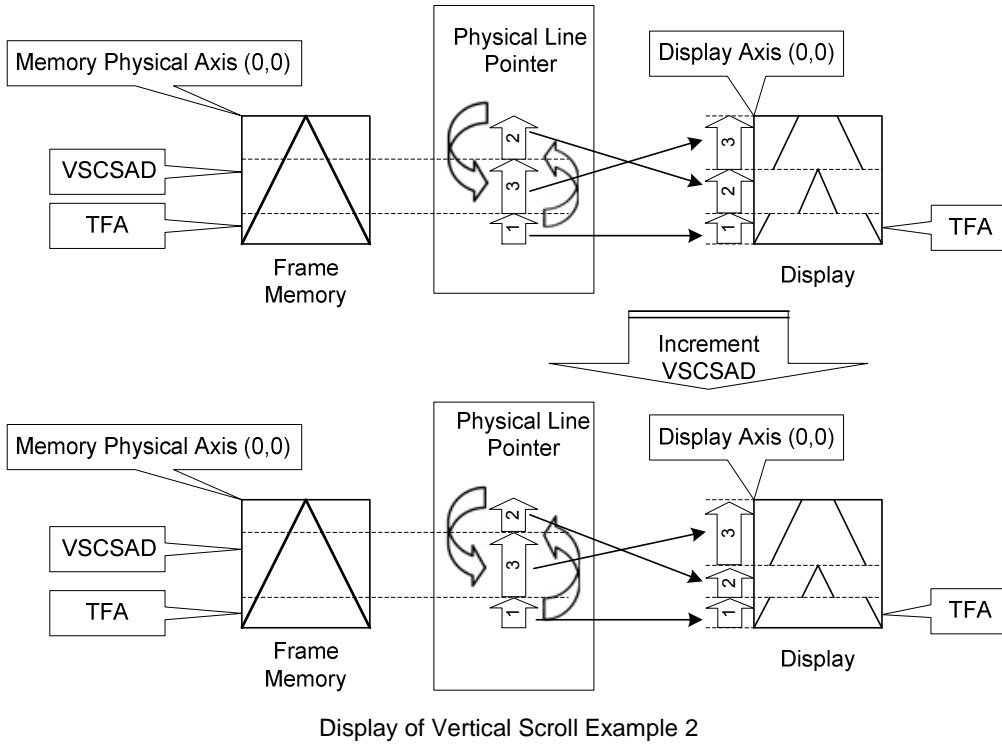 Physical Line
Pointer
Memory Physical Axis (0,0)
Display Axis (0,0)
VSCSAD
TFA
2
3
1
3
2
1
TFA
Frame
Memory
Display
Increment
VSCSAD
Physical Line
Pointer
Memory Physical Axis (0,0)
Display Axis (0,0)
VSCSAD
TFA
2
3
1
3
2
1
TFA
Frame
Memory
Display
Display of Vertical Scroll Example 2